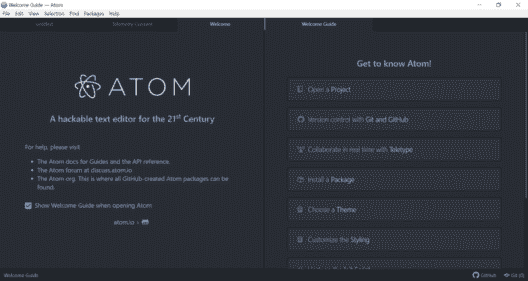 Welcome Guide — Atom
File Edit View Selection Find Packages Help
untitled
Telemetry Consent
Welcome
Welcome Guide
ATOM
A hackable text editor for the 21st Century
For help, please visit
The Atom docs for Guides and the API reference.
The Atom forum at discuss.atom.io
The Atom org. This is where all GitHub-created Atom packages can be
found.
Show Welcome Guide when opening Atom
atom.io ×
Get to know Atom!
Open a Project
Version control with Git and GitHub
Collaborate in real time with Teletype
Install a Package
Choose a Theme
Customize the Styling
Welcome Guide
GitHub
Git (0)